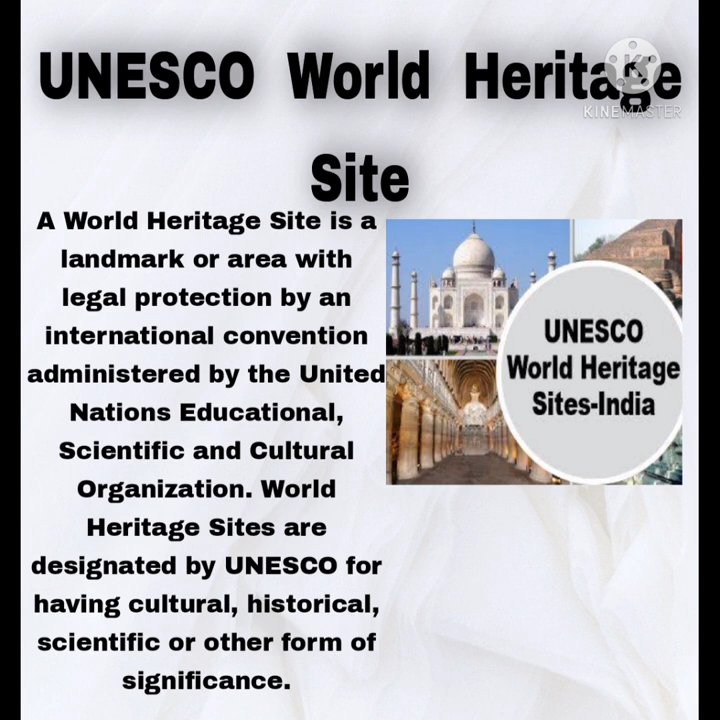 UNESCO World Heritage
KINEMASTER
Site
A World Heritage Site is a
landmark or area with
legal protection by an
international convention
administered by the United
Nations Educational,
Scientific and Cultural
Organization. World
Heritage Sites are
designated by UNESCO for
having cultural, historical,
scientific or other form of
significance.
UNESCO
World Heritage
Sites-India